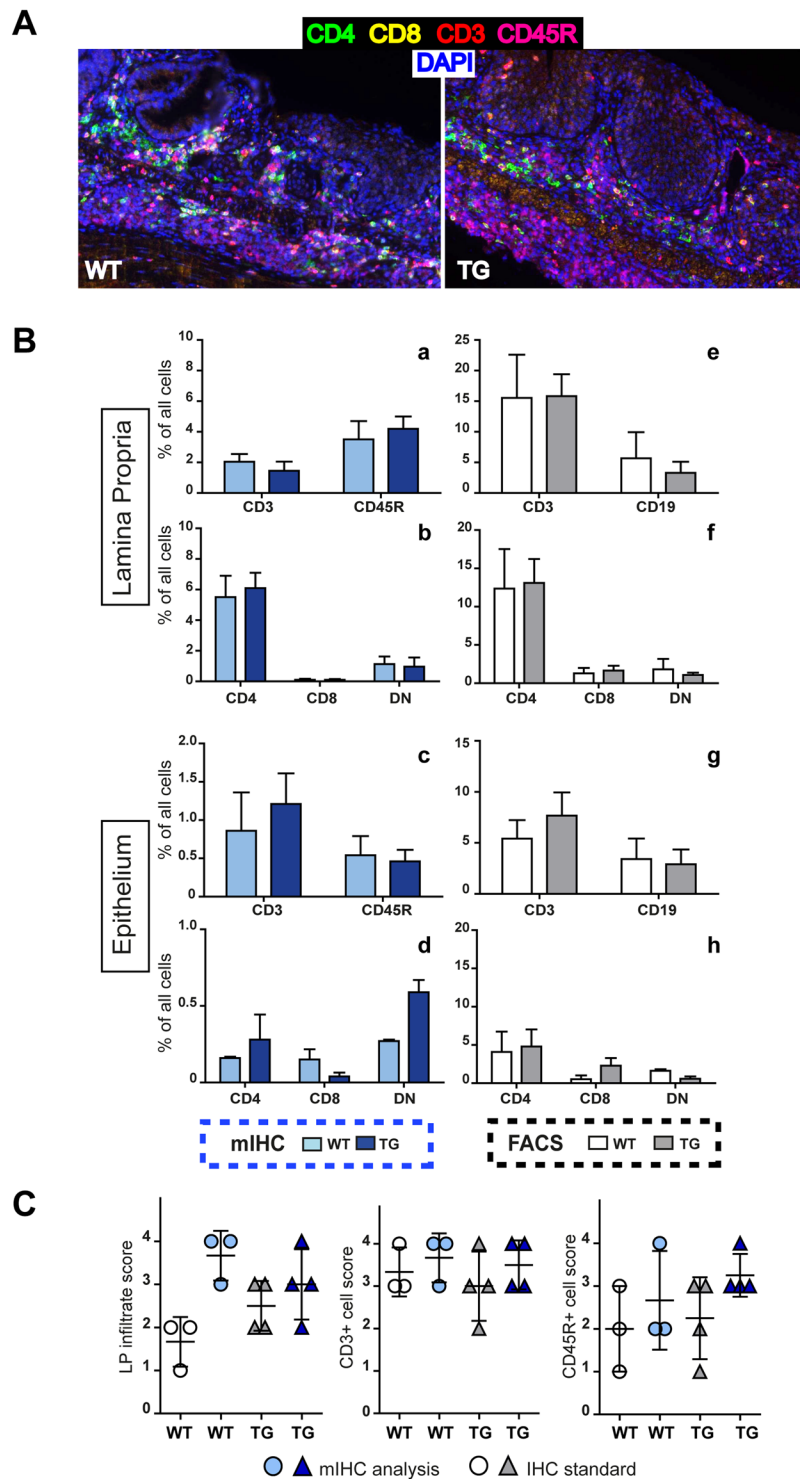 A
CD4 CD8 CD3 CD45R
DAPI
WT
TG
B
Lamina Propria
Epithelium
% of all cells
10
8
6
4
2
0
a
CD3 CD45R
25
20
15
10
5
0
e
CD3 CD19
% of all cells
10
8
6
4
2
0
b
CD4 CD8 DN
20
15
10
5
0
f
CD4 CD8 DN
% of all cells
2.0
1.5
1.0
0.5
0
c
CD3 CD45R
15
10
5
0
g
CD3 CD19
% of all cells
1.0
0.5
0
d
CD4 CD8 DN
20
15
10
5
0
h
CD4 CD8 DN
mIHC WT TG
FACS WT TG
C
LP infiltrate score
4
3
2
1
0
WT WT TG TG
CD3+ cell score
4
3
2
1
0
WT WT TG TG
CD45R+ cell score
4
3
2
1
0
WT WT TG TG
mIHC analysis
IHC standard